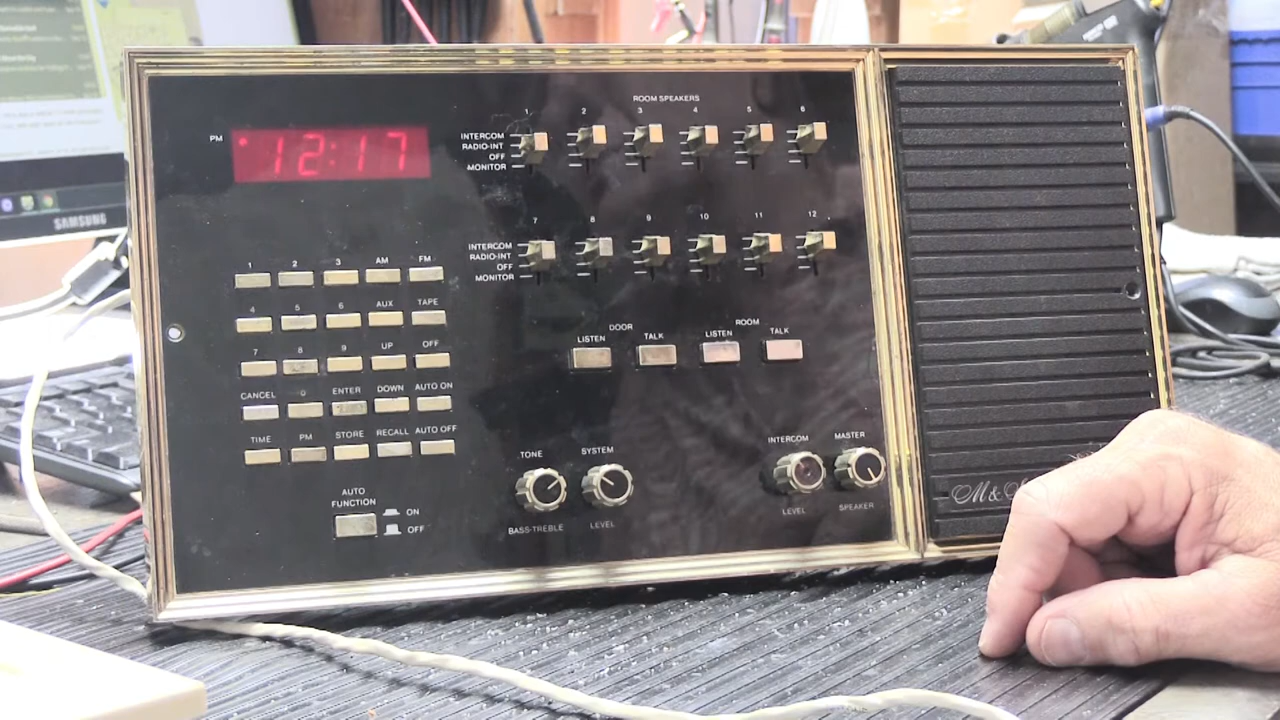 PM
12:17
ROOM SPEAKERS
1 2 3 4 5 6
INTERCOM
RADIO-INT
OFF
MONITOR
7 8 9 10 11 12
INTERCOM
RADIO-INT
OFF
MONITOR
1 2 3 AM FM
4 5 6 AUX TAPE
7 8 9 UP OFF
CANCEL 0 ENTER DOWN AUTO ON
TIME PM STORE RECALL AUTO OFF
DOOR ROOM
LISTEN TALK LISTEN TALK
AUTO
FUNCTION
ON
OFF
TONE SYSTEM
BASS-TREBLE LEVEL
INTERCOM MASTER
LEVEL SPEAKER
M&
SAMSUNG